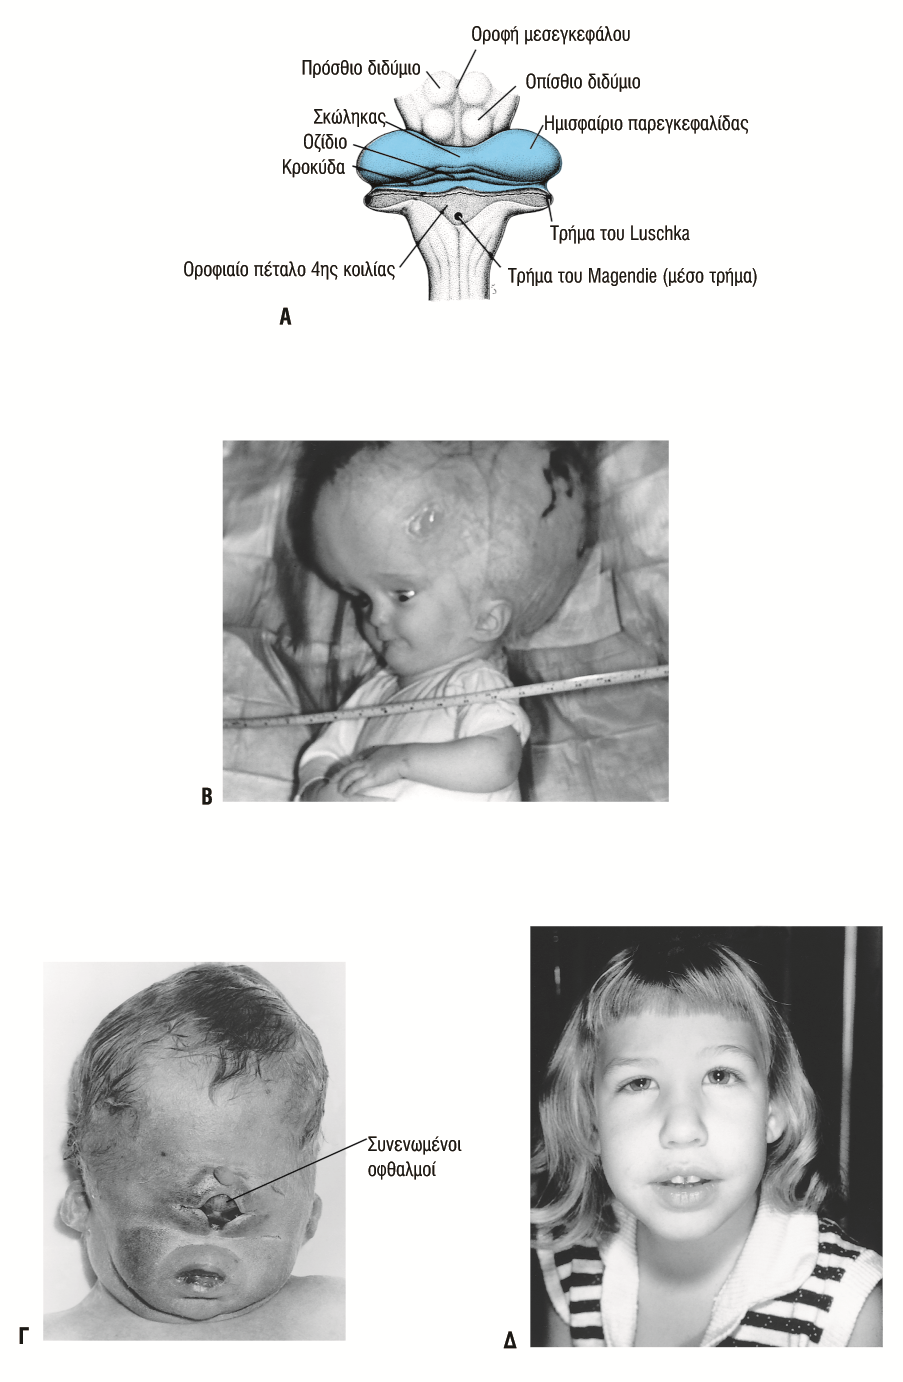 Οροφή μεσεγκεφάλου
Πρόσθιο διδύμιο
Οπίσθιο διδύμιο
Σκώληκας
Ημισφαίριο παρεγκεφαλίδας
Οζίδιο
Κροκύδα
Τρήμα του Luschka
Οροφιαίο πέταλο 4ης κοιλίας
Τρήμα του Magendie (μέσο τρήμα)
Α
Β
Συνενωμένοι
οφθαλμοί
Γ
Δ